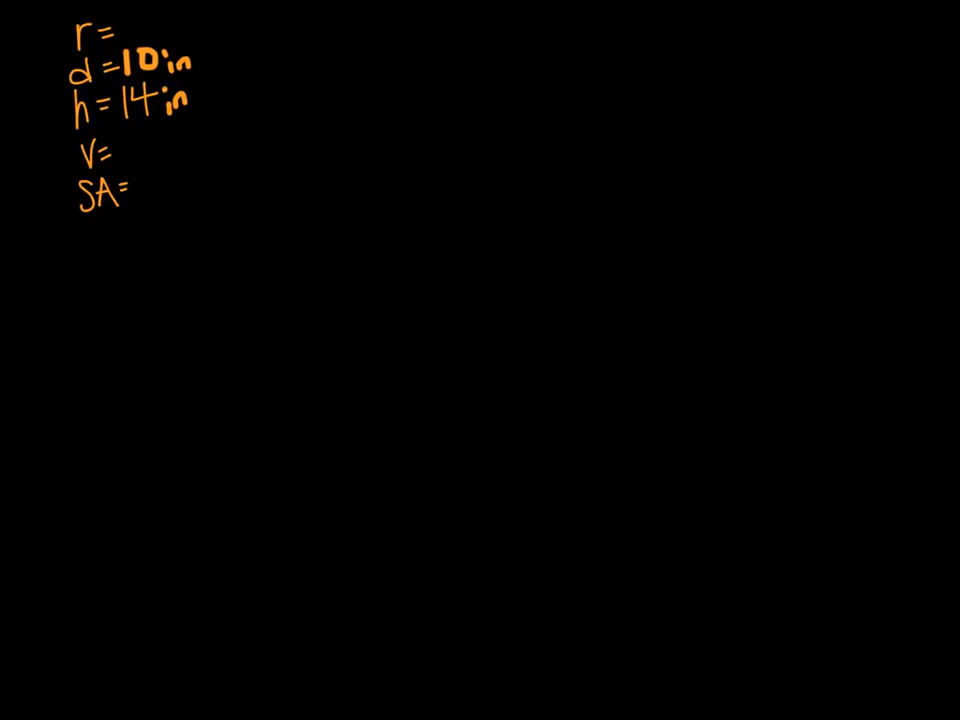 r =
d = 10 in
h = 14 in
V =
SA =